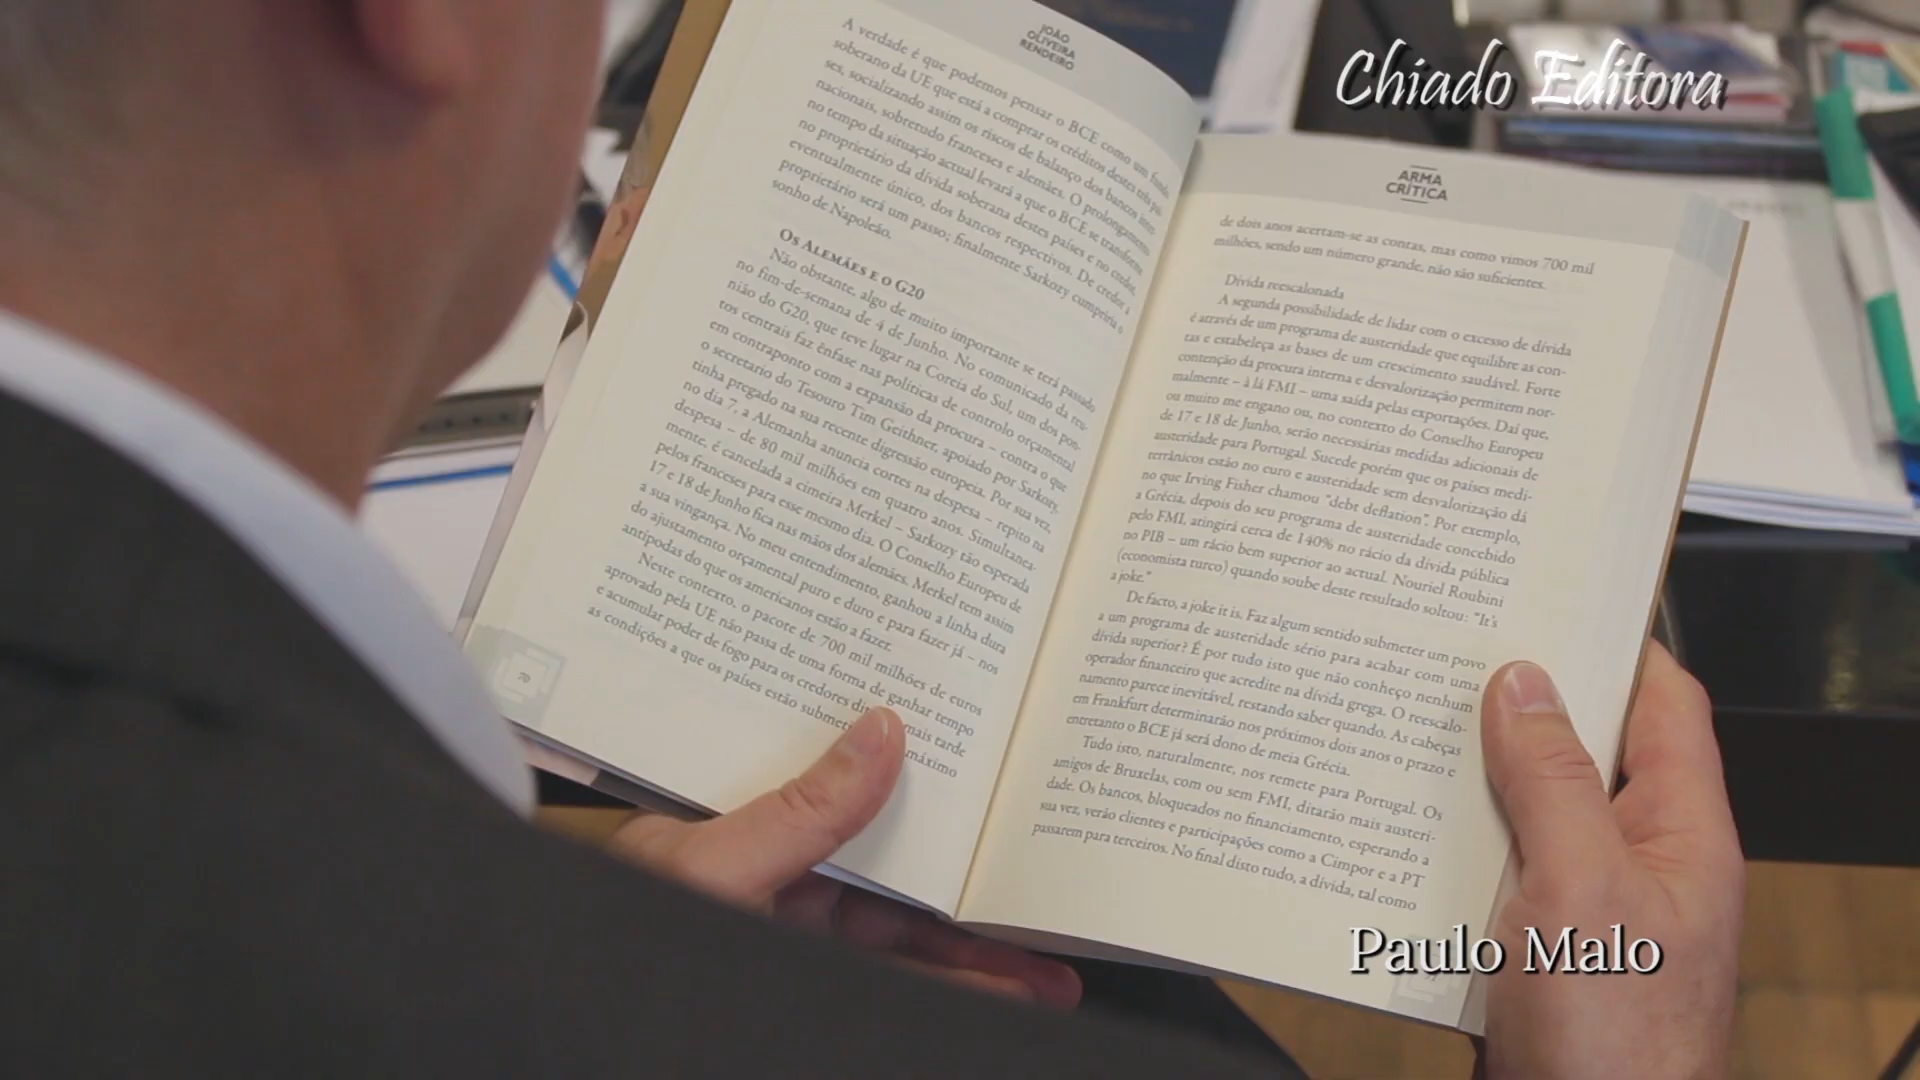 Chiado Editora
JOÃO
OLIVEIRA
RENDEIRO
A verdade é que podemos pensar o BCE como um fundo
soberano da UE que está a comprar os créditos destes três paí-
ses, socializando assim os riscos de balanço dos bancos inter-
nacionais, sobretudo franceses e alemães. O prolongamento
no tempo da situação actual levará a que o BCE se transforme
no proprietário da dívida soberana destes países e no credor,
eventualmente único, dos bancos respectivos. De credor a
proprietário será um passo; finalmente Sarkozy cumpriria o
sonho de Napoleão.
OS ALEMÃES E O G20
Não obstante, algo de muito importante se terá passado
no fim-de-semana de 4 de Junho. No comunicado da reu-
nião do G20, que teve lugar na Coreia do Sul, um dos pon-
tos centrais faz ênfase nas políticas de controlo orçamental
em contraponto com a expansão da procura – contra o que
o secretario do Tesouro Tim Geithner, apoiado por Sarkozy,
tinha pregado na sua recente digressão europeia. Por sua vez,
no dia 7, a Alemanha anuncia cortes na despesa – repito na
despesa – de 80 mil milhões em quatro anos. Simultanea-
mente, é cancelada a cimeira Merkel – Sarkozy tão esperada
pelos franceses para esse mesmo dia. O Conselho Europeu de
17 e 18 de Junho fica nas mãos dos alemães. Merkel tem assim
a sua vingança. No meu entendimento, ganhou a linha dura
do ajustamento orçamental puro e duro e para fazer já – nos
antípodas do que os americanos estão a fazer.
Neste contexto, o pacote de 700 mil milhões de euros
aprovado pela UE não passa de uma forma de ganhar tempo
e acumular poder de fogo para os credores mais tarde
as condições a que os países estão máximo
70
ARMA
CRÍTICA
de dois anos acertam-se as contas, mas como vimos 700 mil
milhões, sendo um número grande, não são suficientes.
Dívida reescalonada
A segunda possibilidade de lidar com o excesso de dívida
é através de um programa de austeridade que equilibre as con-
tas e estabeleça as bases de um crescimento saudável. Forte
contenção da procura interna e desvalorização permitem nor-
malmente – à lá FMI – uma saída pelas exportações. Daí que,
ou muito me engano ou, no contexto do Conselho Europeu
de 17 e 18 de Junho, serão necessárias medidas adicionais de
austeridade para Portugal. Sucede porém que os países medi-
terrânicos estão no euro e austeridade sem desvalorização dá
no que Irving Fisher chamou "debt deflation". Por exemplo,
a Grécia, depois do seu programa de austeridade concebido
pelo FMI, atingirá cerca de 140% no rácio da dívida pública
no PIB – um rácio bem superior ao actual. Nouriel Roubini
(economista turco) quando soube deste resultado soltou: "It's
a joke."
De facto, a joke it is. Faz algum sentido submeter um povo
a um programa de austeridade sério para acabar com uma
dívida superior? É por tudo isto que não conheço nenhum
operador financeiro que acredite na dívida grega. O reescalo-
namento parece inevitável, restando saber quando. As cabeças
em Frankfurt determinarão nos próximos dois anos o prazo e
entretanto o BCE já será dono de meia Grécia.
Tudo isto, naturalmente, nos remete para Portugal. Os
amigos de Bruxelas, com ou sem FMI, ditarão mais austeri-
dade. Os bancos, bloqueados no financiamento, esperando a
sua vez, verão clientes e participações como a Cimpor e a PT
passarem para terceiros. No final disto tudo, a dívida, tal como
Paulo Malo